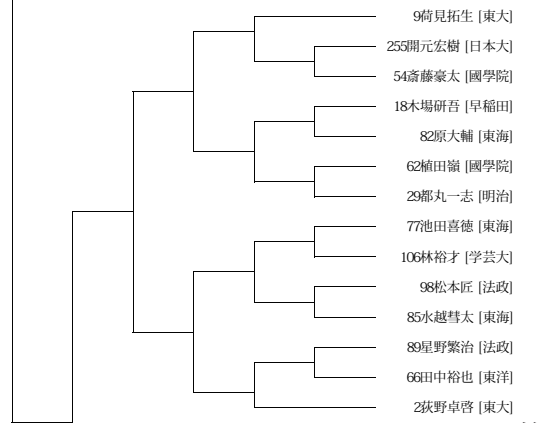 9荷見拓生 [東大]
255開元宏樹 [日本大]
54斎藤豪太 [國學院]
18木場研吾 [早稲田]
82原大輔 [東海]
62植田嶺 [國學院]
29都丸一志 [明治]
77池田喜徳 [東海]
106林裕才 [学芸大]
98松本匠 [法政]
85水越彗太 [東海]
89星野繁治 [法政]
66田中裕也 [東洋]
2荻野卓啓 [東大]